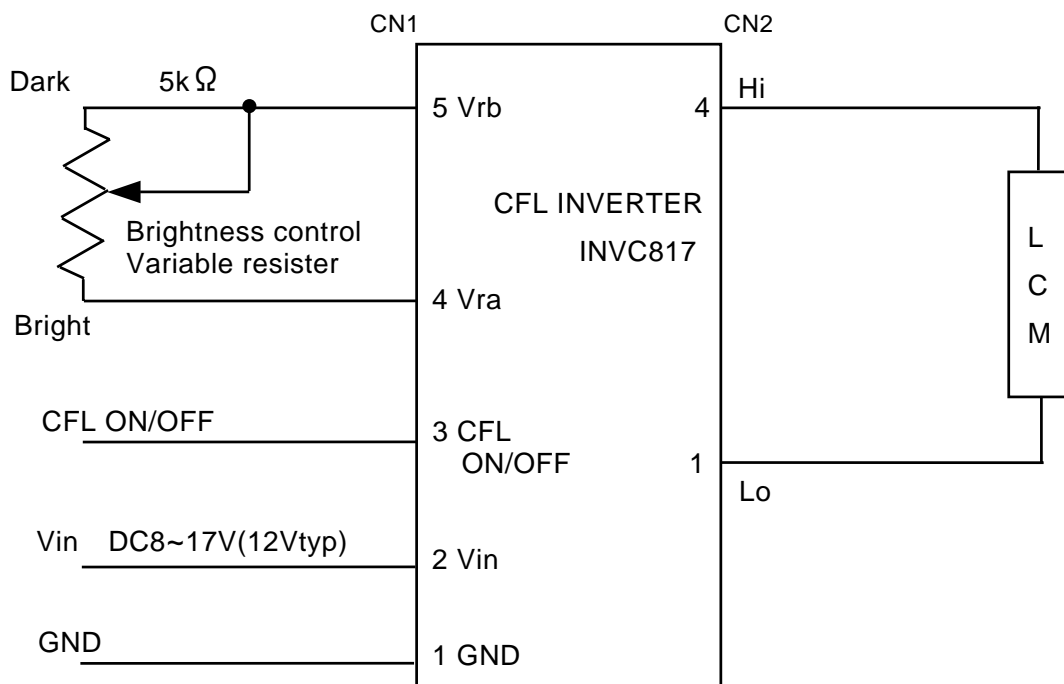 CN1
CN2
Dark
5k Ω
Hi
5 Vrb
4
CFL INVERTER
INVC817
Brightness control
Variable resister
L
C
M
4 Vra
Bright
CFL ON/OFF
3 CFL
ON/OFF
1
Lo
Vin
DC8~17V(12Vtyp)
2 Vin
GND
1 GND